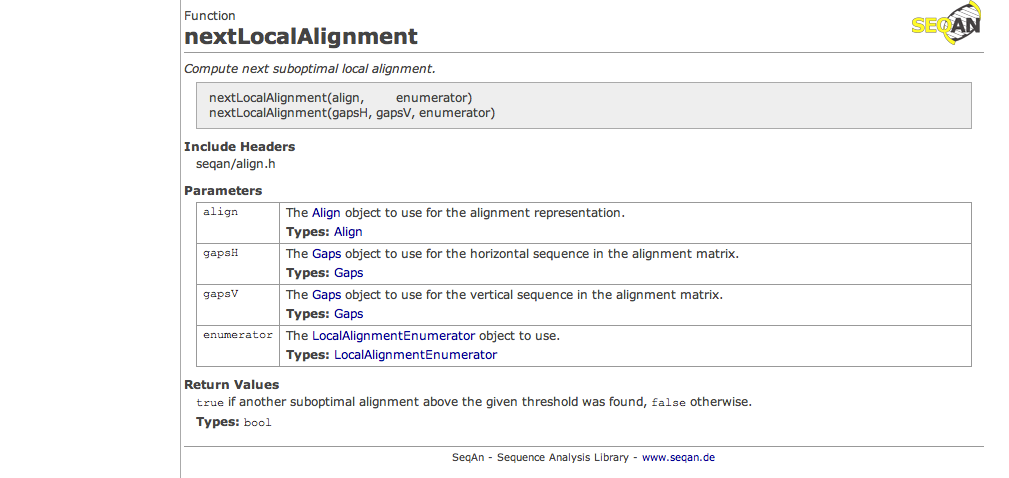 Function
SEQAN
nextLocalAlignment
Compute next suboptimal local alignment.
nextLocalAlignment(align, enumerator)
nextLocalAlignment(gapsH, gapsV, enumerator)
Include Headers
seqan/align.h
Parameters
align The Align object to use for the alignment representation.
Types: Align
gapsH The Gaps object to use for the horizontal sequence in the alignment matrix.
Types: Gaps
gapsV The Gaps object to use for the vertical sequence in the alignment matrix.
Types: Gaps
enumerator The LocalAlignmentEnumerator object to use.
Types: LocalAlignmentEnumerator
Return Values
true if another suboptimal alignment above the given threshold was found, false otherwise.
Types: bool
SeqAn - Sequence Analysis Library - www.seqan.de